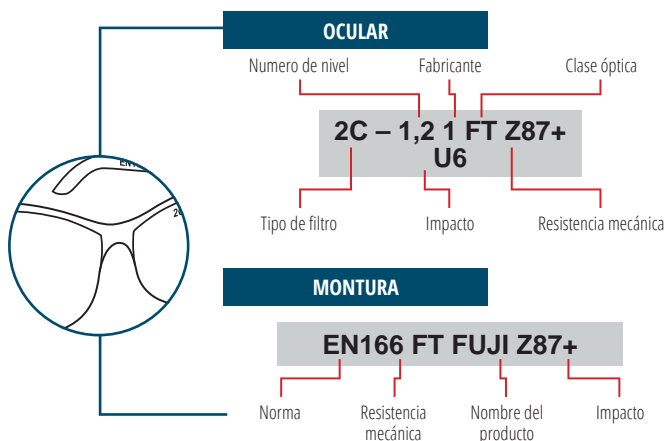 OCULAR
Numero de nivel Fabricante Clase óptica
2C – 1,2 1 FT Z87+
U6
Tipo de filtro Impacto Resistencia mecánica
MONTURA
EN166 FT FUJI Z87+
Norma Resistencia mecánica Nombre del producto Impacto